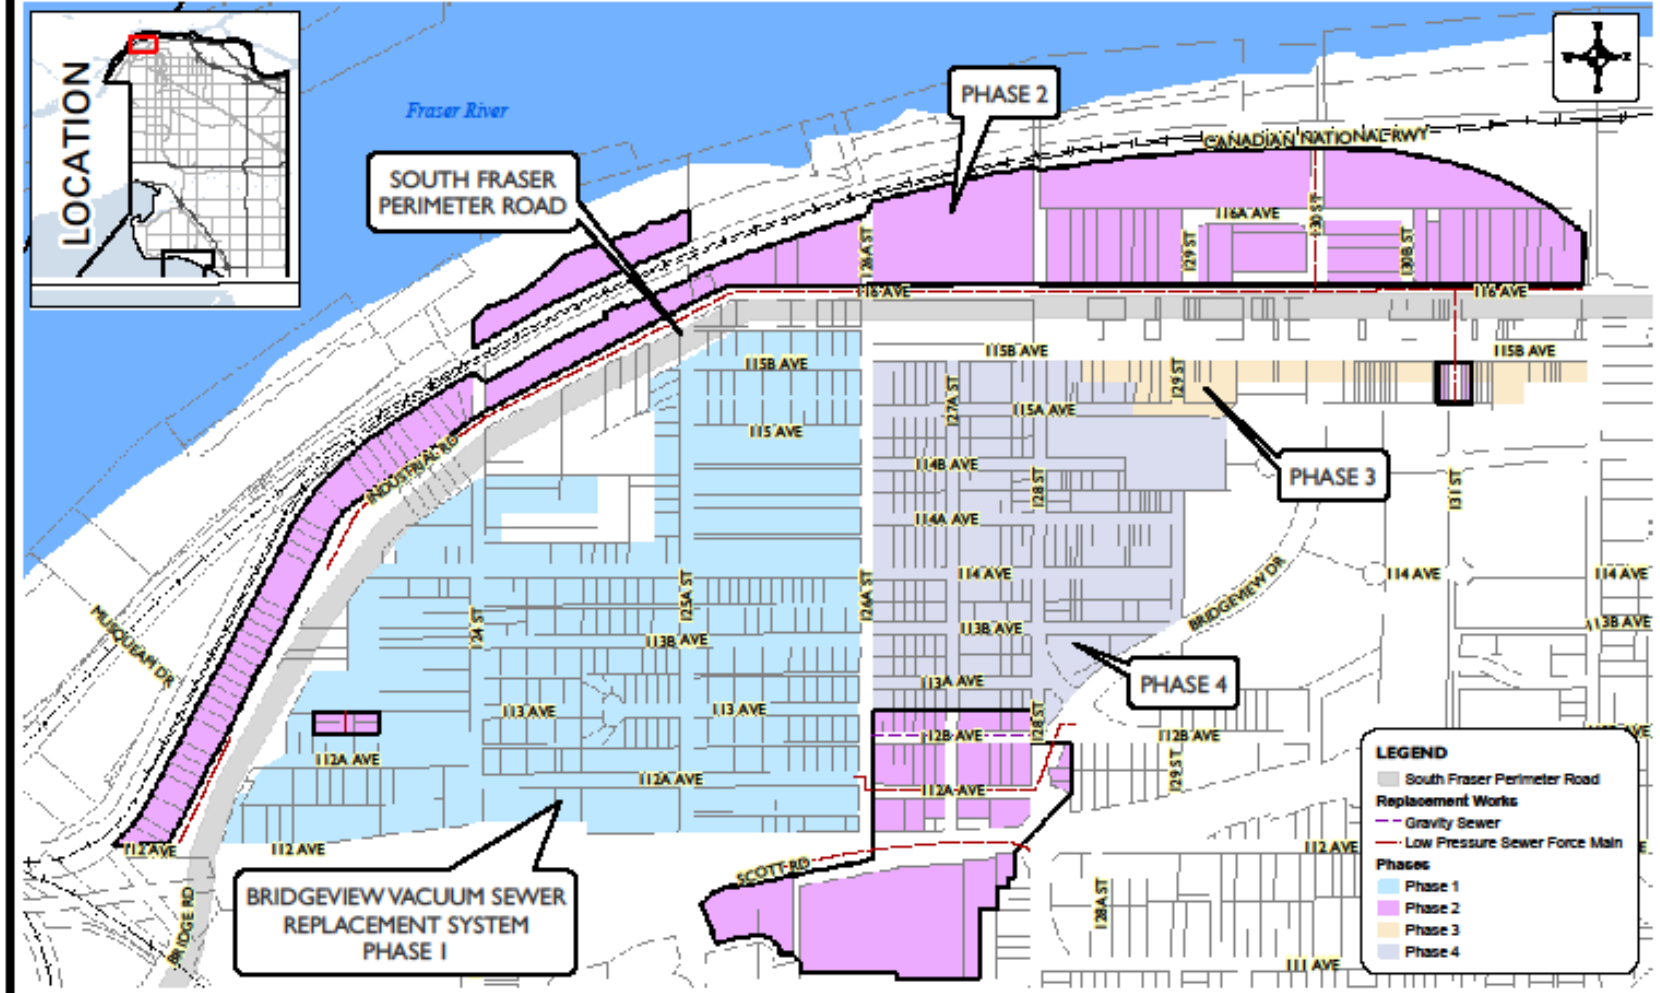 LOCATION
Fraser River
PHASE 2
CANADIAN NATIONAL RWY
SOUTH FRASER
PERIMETER ROAD
116A AVE
126A ST
129 ST
130 ST
130B ST
116 AVE
116 AVE
115B AVE
115B AVE
115B AVE
129 ST
127A ST
115A AVE
115 AVE
INDUSTRIAL RD
114B AVE
128 ST
PHASE 3
131 ST
114A AVE
114 AVE
114 AVE
114 AVE
BRIDGEVIEW DR
125A ST
126A ST
124 ST
MUSQUEAM DR
113B AVE
113B AVE
113B AVE
PHASE 4
113A AVE
113 AVE
113 AVE
128 ST
112B AVE
112B AVE
129 ST
112A AVE
112A AVE
112A AVE
112 AVE
112 AVE
112 AVE
SCOTT RD
BRIDGE RD
128A ST
111 AVE
BRIDGEVIEW VACUUM SEWER
REPLACEMENT SYSTEM
PHASE 1
LEGEND
South Fraser Perimeter Road
Replacement Works
Gravity Sewer
Low Pressure Sewer Force Main
Phases
Phase 1
Phase 2
Phase 3
Phase 4